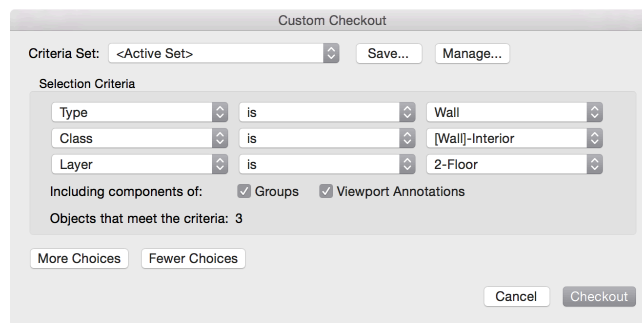 Custom Checkout
Criteria Set: <Active Set> Save... Manage...
Selection Criteria
Type is Wall
Class is [Wall]-Interior
Layer is 2-Floor
Including components of: Groups Viewport Annotations
Objects that meet the criteria: 3
More Choices Fewer Choices
Cancel Checkout